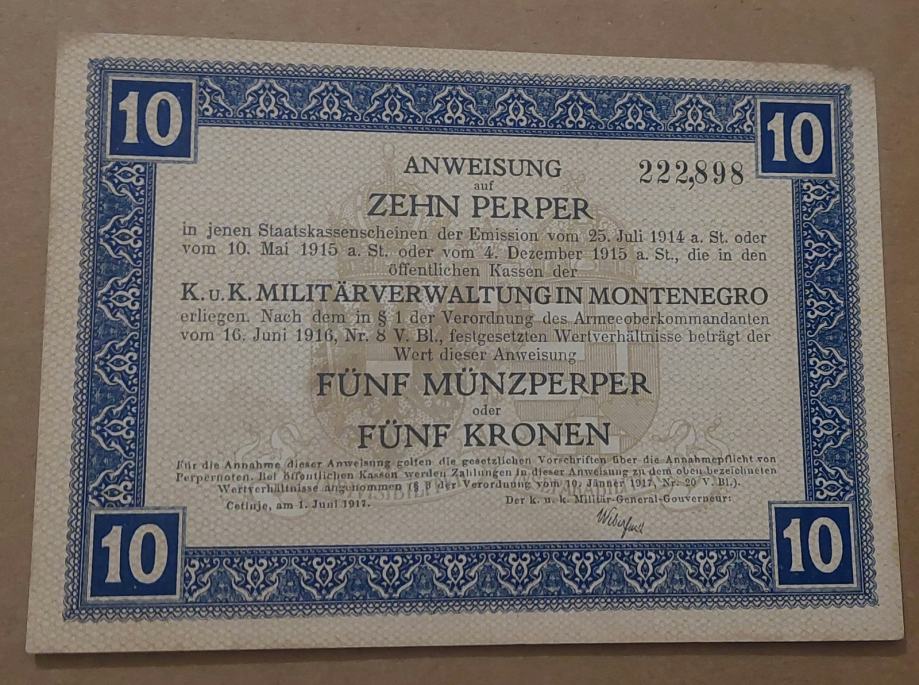 10
10
ANWEISUNG
222,898
auf
ZEHN PERPER
in jenen Staatskassenscheinen der Emission vom 25. Juli 1914 a. St. oder
vom 10. Mai 1915 a. St. oder vom 4. Dezember 1915 a. St., die in den
öffentlichen Kassen der
K. u. K. MILITÄRVERWALTUNG IN MONTENEGRO
erliegen. Nach dem in § 1 der Verordnung des Armeeoberkommandanten
vom 16. Juni 1916, Nr. 8 V. Bl., festgesetzten Wertverhältnisse beträgt der
Wert dieser Anweisung
FÜNF MÜNZPERPER
oder
FÜNF KRONEN
Für die Annahme dieser Anweisung gelten die gesetzlichen Vorschriften über die Annahmepflicht von
Perpernoten. Bei öffentlichen Kassen werden Zahlungen in dieser Anweisung zu dem oben bezeichneten
Wertverhältnisse angenommen (§ 8 der Verordnung vom 10. Jänner 1917, Nr. 20 V. Bl.).
Cetinje, am 1. Juni 1917.
Der k. u. k. Militär-General-Gouverneur:
10
10